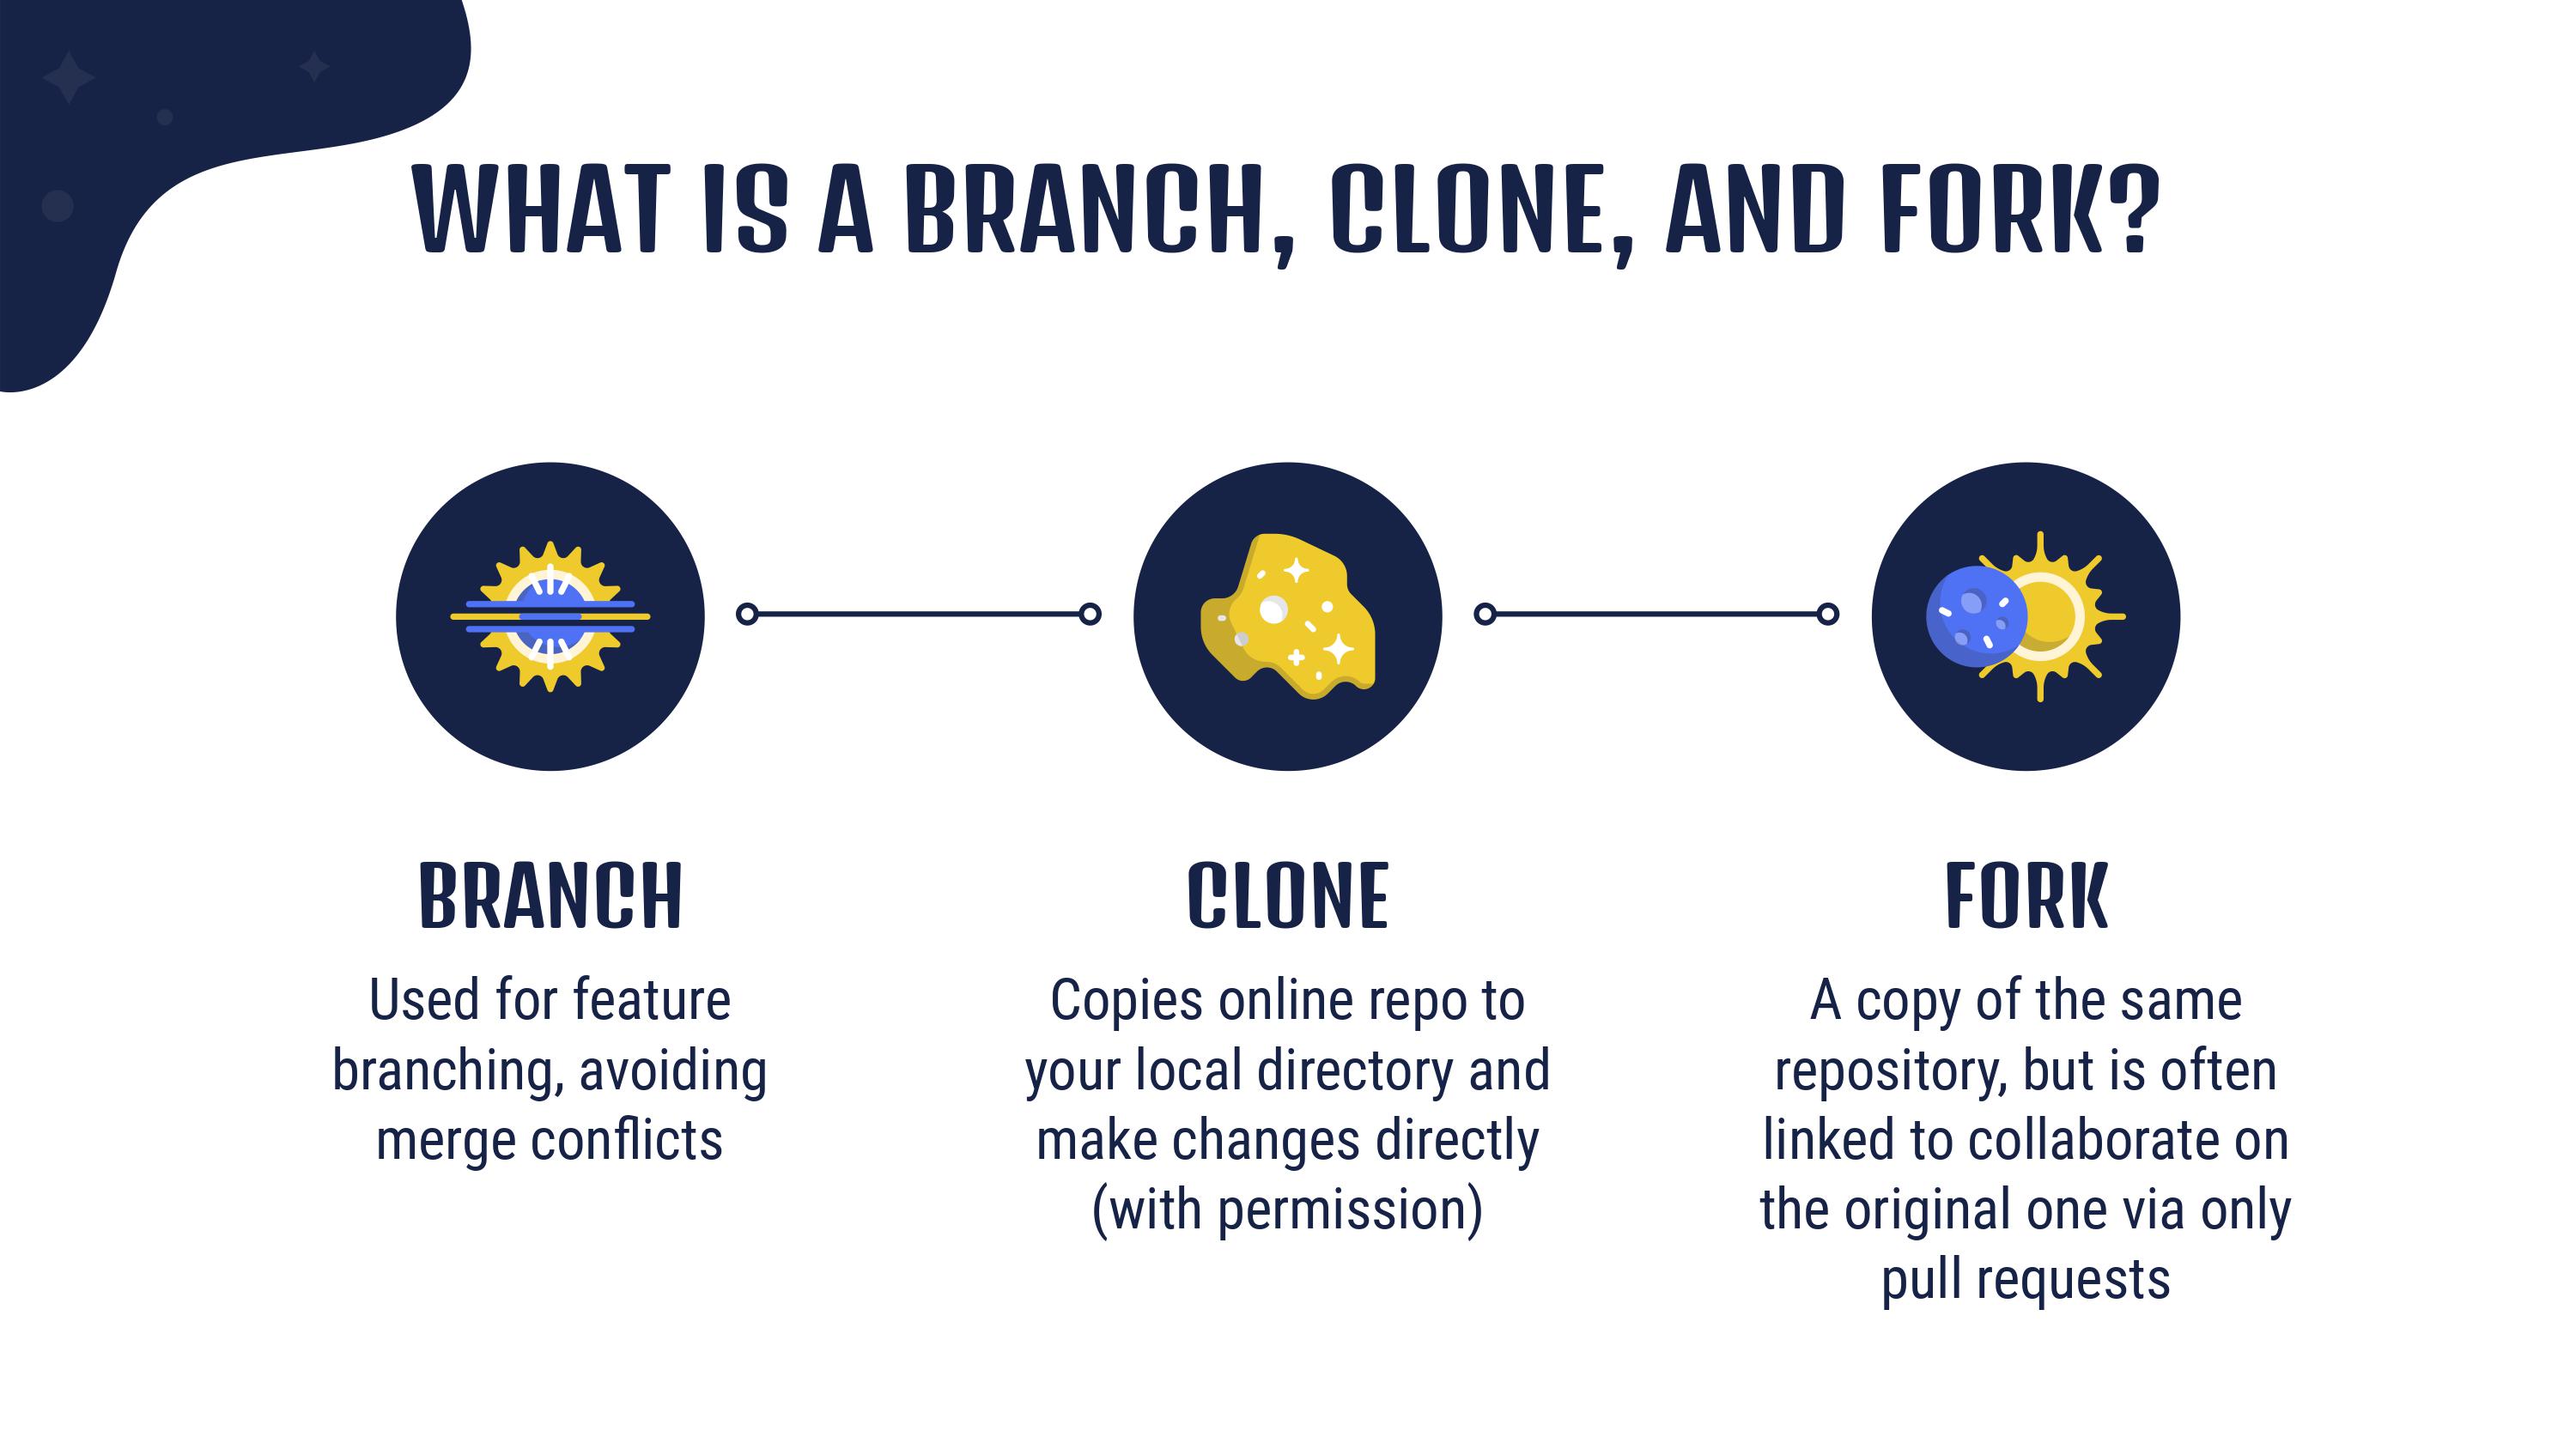 WHAT IS A BRANCH, CLONE, AND FORK?
BRANCH
Used for feature
branching, avoiding
merge conflicts
CLONE
Copies online repo to
your local directory and
make changes directly
(with permission)
FORK
A copy of the same
repository, but is often
linked to collaborate on
the original one via only
pull requests